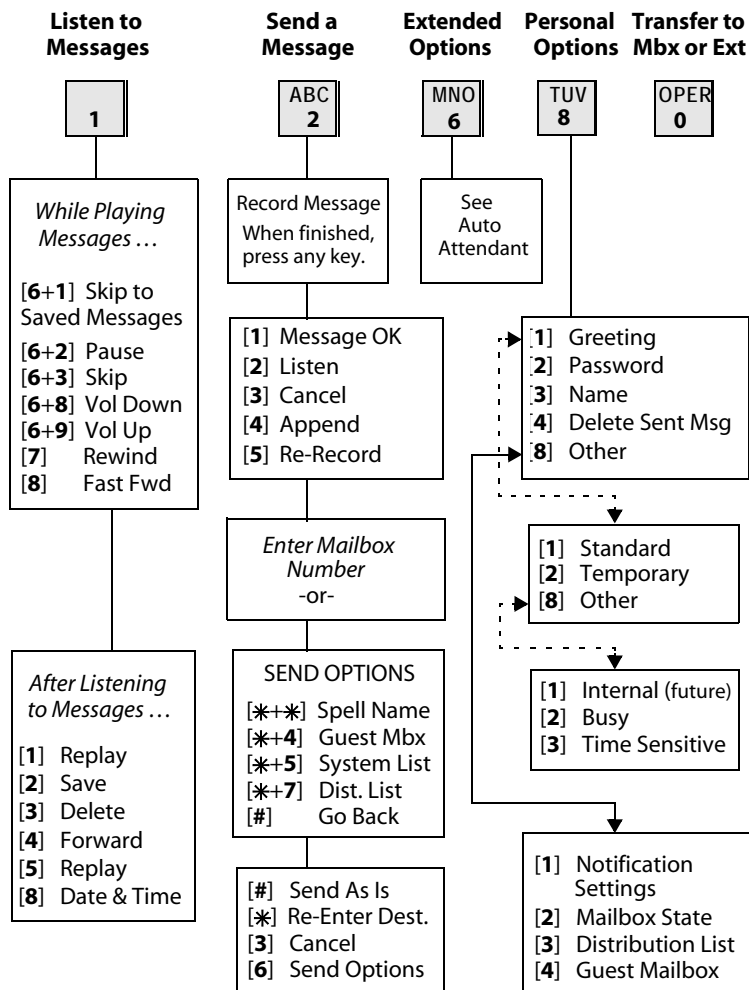 Listen to
Messages
Send a
Message
Extended
Options
Personal
Options
Transfer to
Mbx or Ext
1
ABC
2
MNO
6
TUV
8
OPER
0
While Playing
Messages …
[6+1] Skip to
Saved Messages
[6+2] Pause
[6+3] Skip
[6+8] Vol Down
[6+9] Vol Up
[7] Rewind
[8] Fast Fwd
After Listening
to Messages …
[1] Replay
[2] Save
[3] Delete
[4] Forward
[5] Replay
[8] Date & Time
Record Message
When finished,
press any key.
[1] Message OK
[2] Listen
[3] Cancel
[4] Append
[5] Re-Record
Enter Mailbox
Number
-or-
SEND OPTIONS
[*+*] Spell Name
[*+4] Guest Mbx
[*+5] System List
[*+7] Dist. List
[#] Go Back
[#] Send As Is
[*] Re-Enter Dest.
[3] Cancel
[6] Send Options
See
Auto
Attendant
[1] Greeting
[2] Password
[3] Name
[4] Delete Sent Msg
[8] Other
[1] Standard
[2] Temporary
[8] Other
[1] Internal (future)
[2] Busy
[3] Time Sensitive
[1] Notification
Settings
[2] Mailbox State
[3] Distribution List
[4] Guest Mailbox